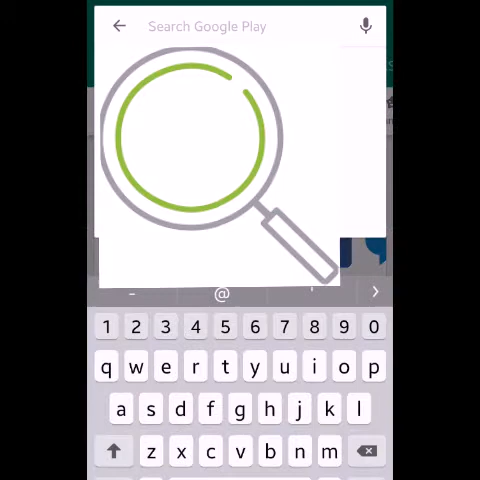 Search Google Play
- @ '
1 2 3 4 5 6 7 8 9 0
q w e r t y u i o p
a s d f g h j k l
z x c v b n m